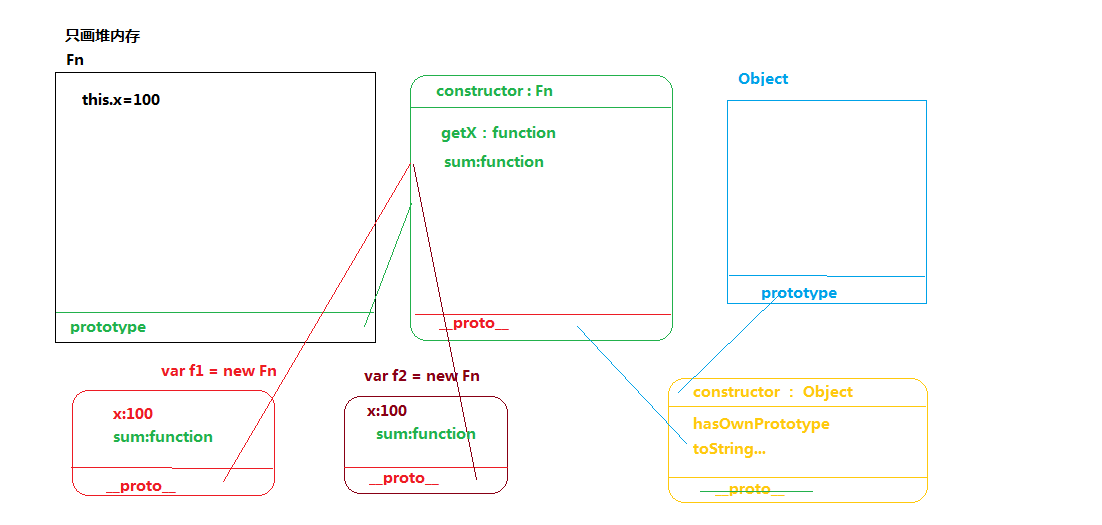 只画堆内存
Fn
this.x=100
prototype
constructor : Fn
getX：function
sum:function
__proto__
Object
prototype
var f1 = new Fn
x:100
sum:function
__proto__
var f2 = new Fn
x:100
sum:function
__proto__
constructor ： Object
hasOwnPrototype
toString...
__proto__